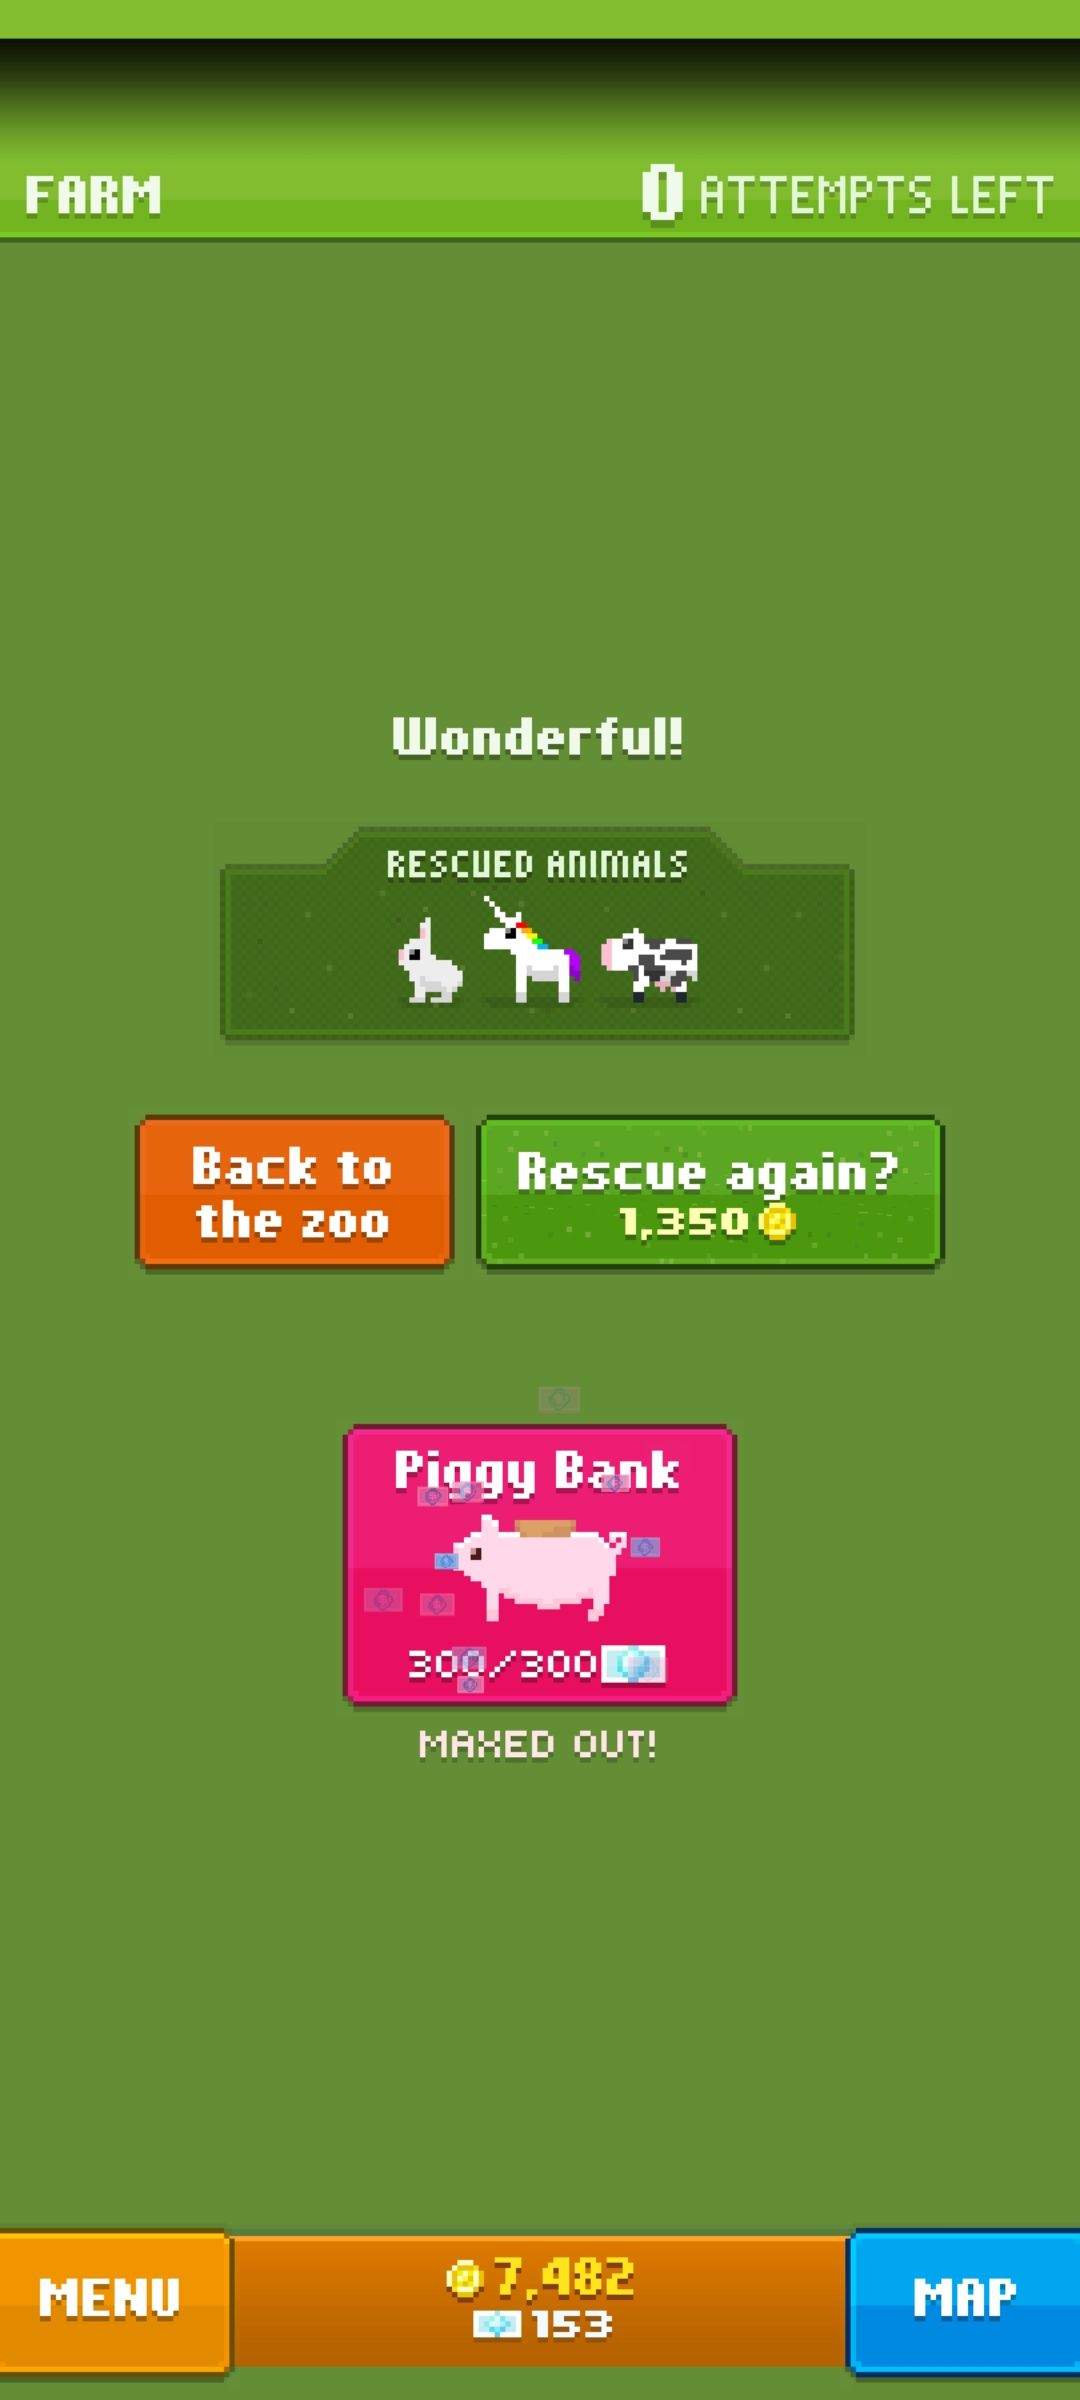 FARM
0 ATTEMPTS LEFT
Wonderful!
RESCUED ANIMALS
Back to
the zoo
Rescue again?
1,350
Piggy Bank
300/300
MAXED OUT!
MENU
7,482
153
MAP